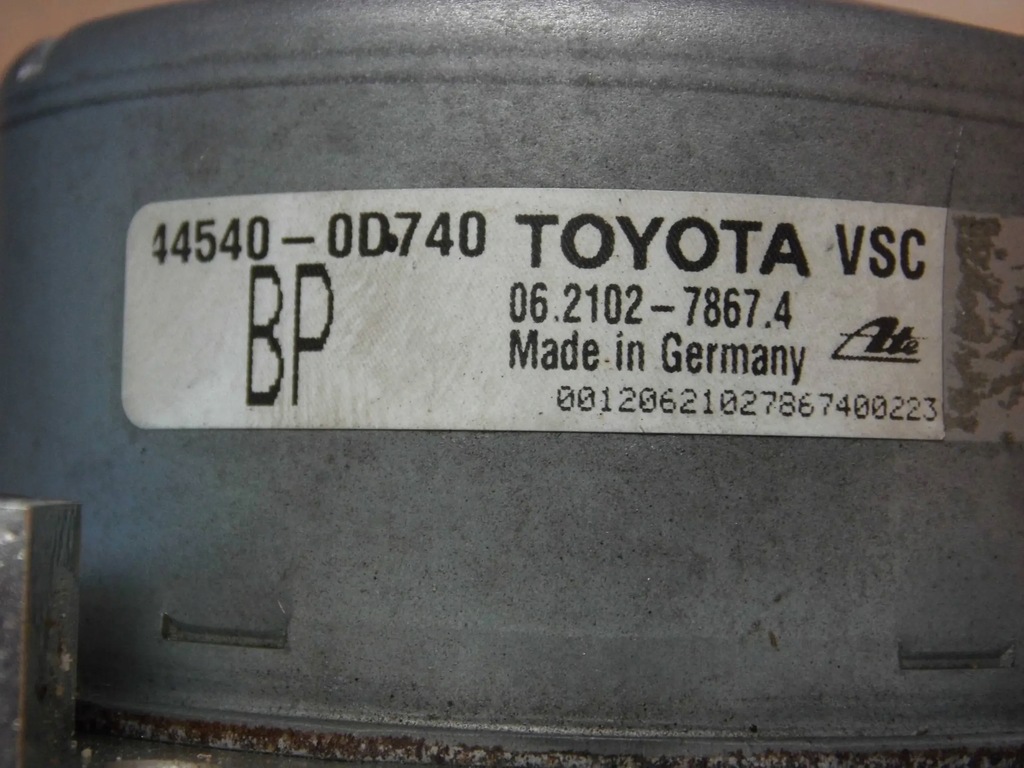 44540-0D740 TOYOTA VSC
BP
06.2102-7867.4
Made in Germany
Ate
00120621027867400223